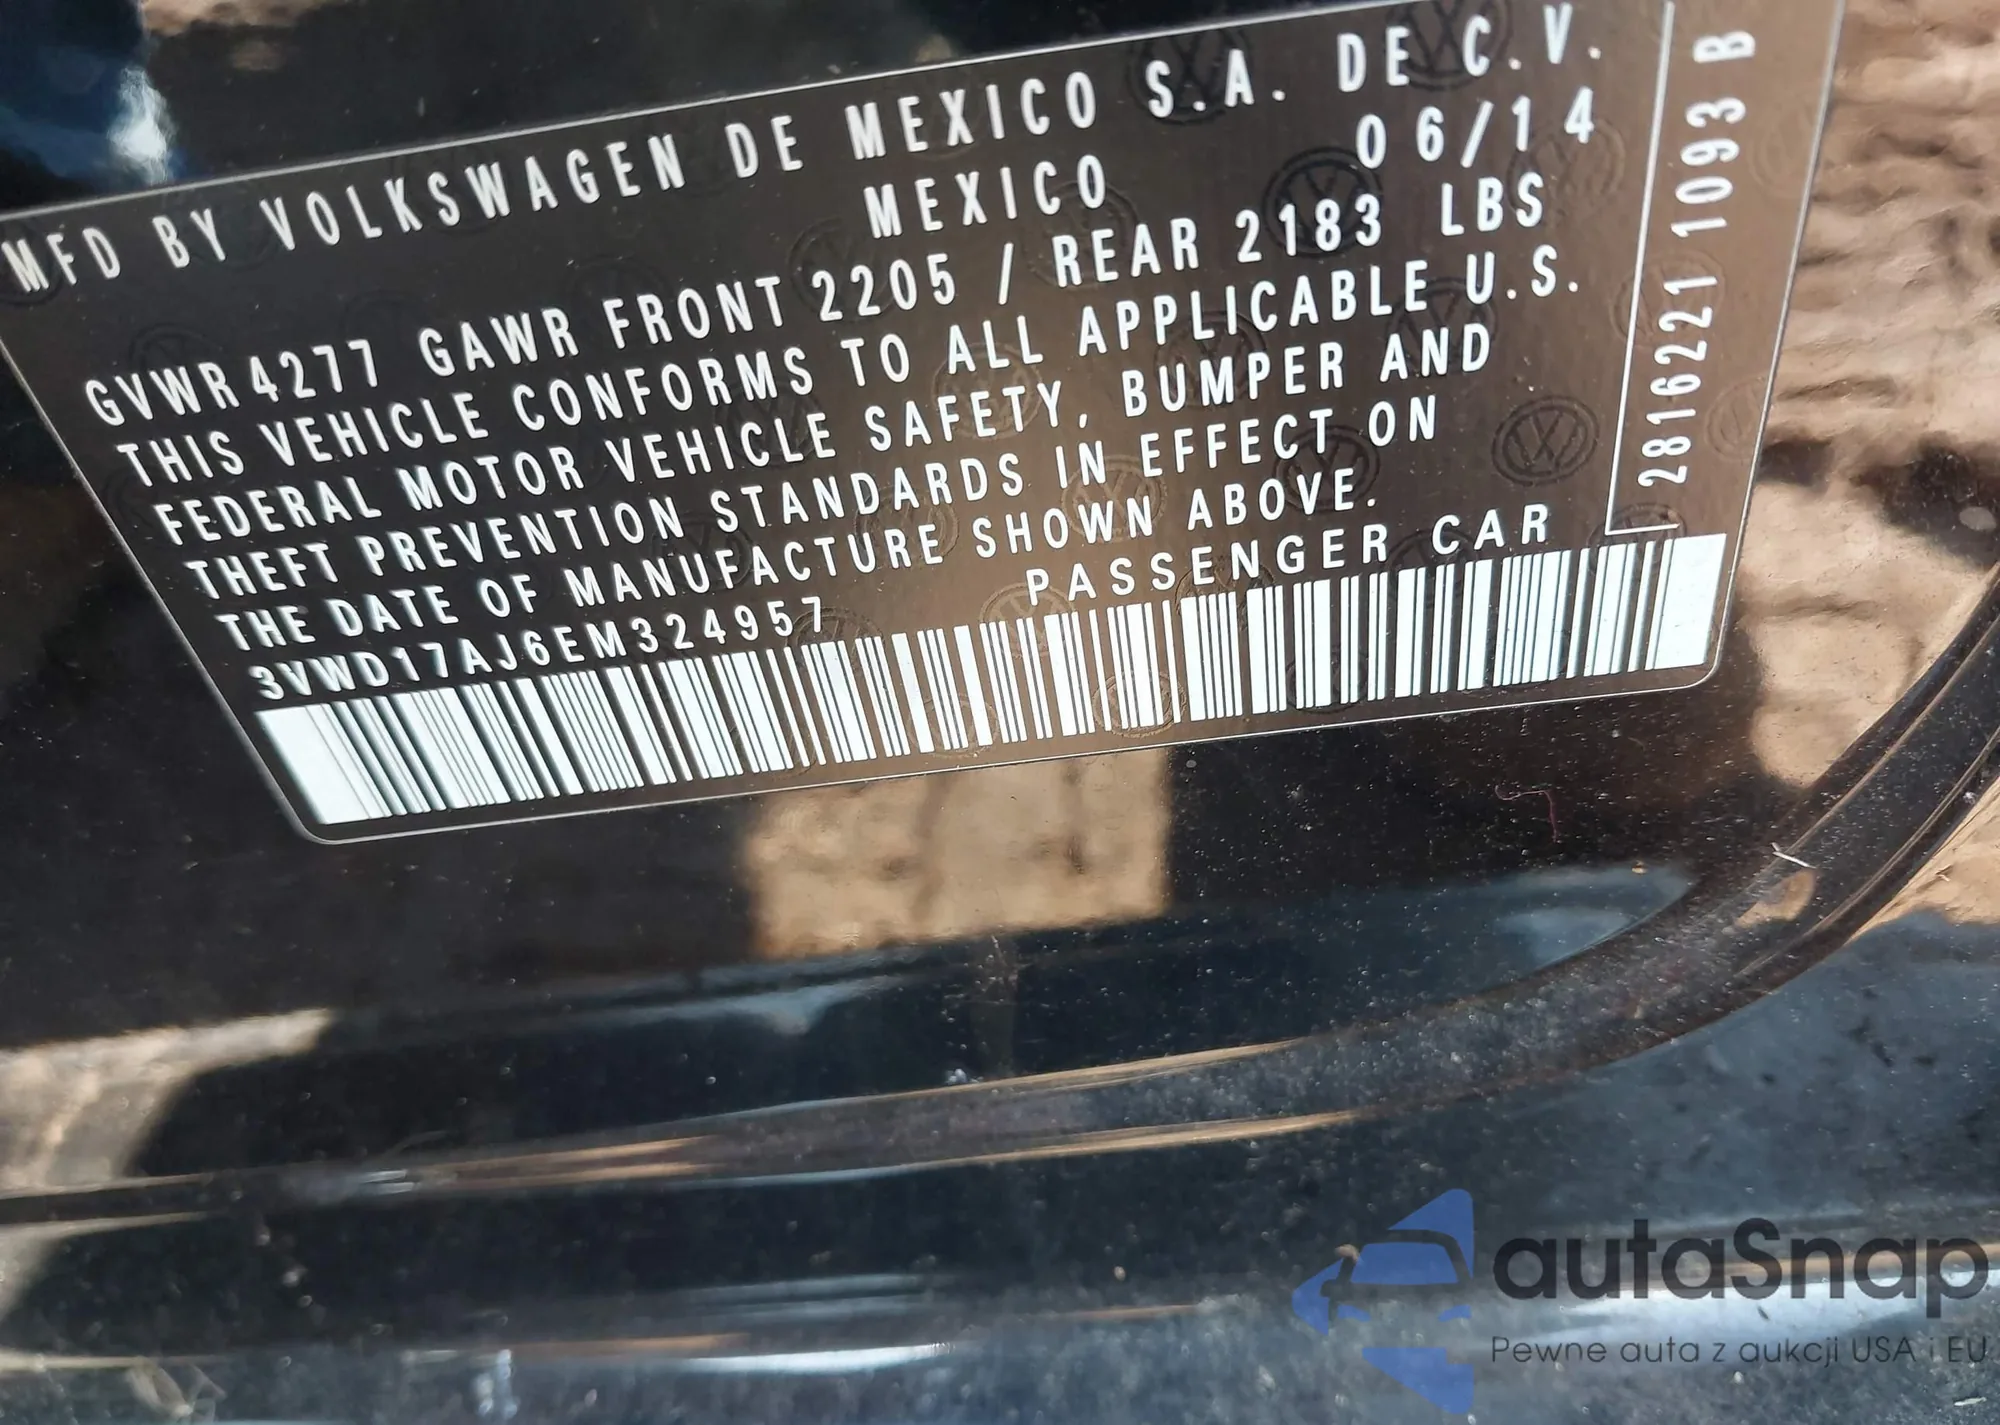 MFD BY VOLKSWAGEN DE MEXICO S.A. DE C.V.
MEXICO 06/14
GVWR 4277 GAWR FRONT 2205 / REAR 2183 LBS
THIS VEHICLE CONFORMS TO ALL APPLICABLE U.S.
FEDERAL MOTOR VEHICLE SAFETY, BUMPER AND
THEFT PREVENTION STANDARDS IN EFFECT ON
THE DATE OF MANUFACTURE SHOWN ABOVE.
3VWD17AJ6EM324957 PASSENGER CAR
2816221 1093 B
autaSnap
Pewne auta z aukcji USA i EU